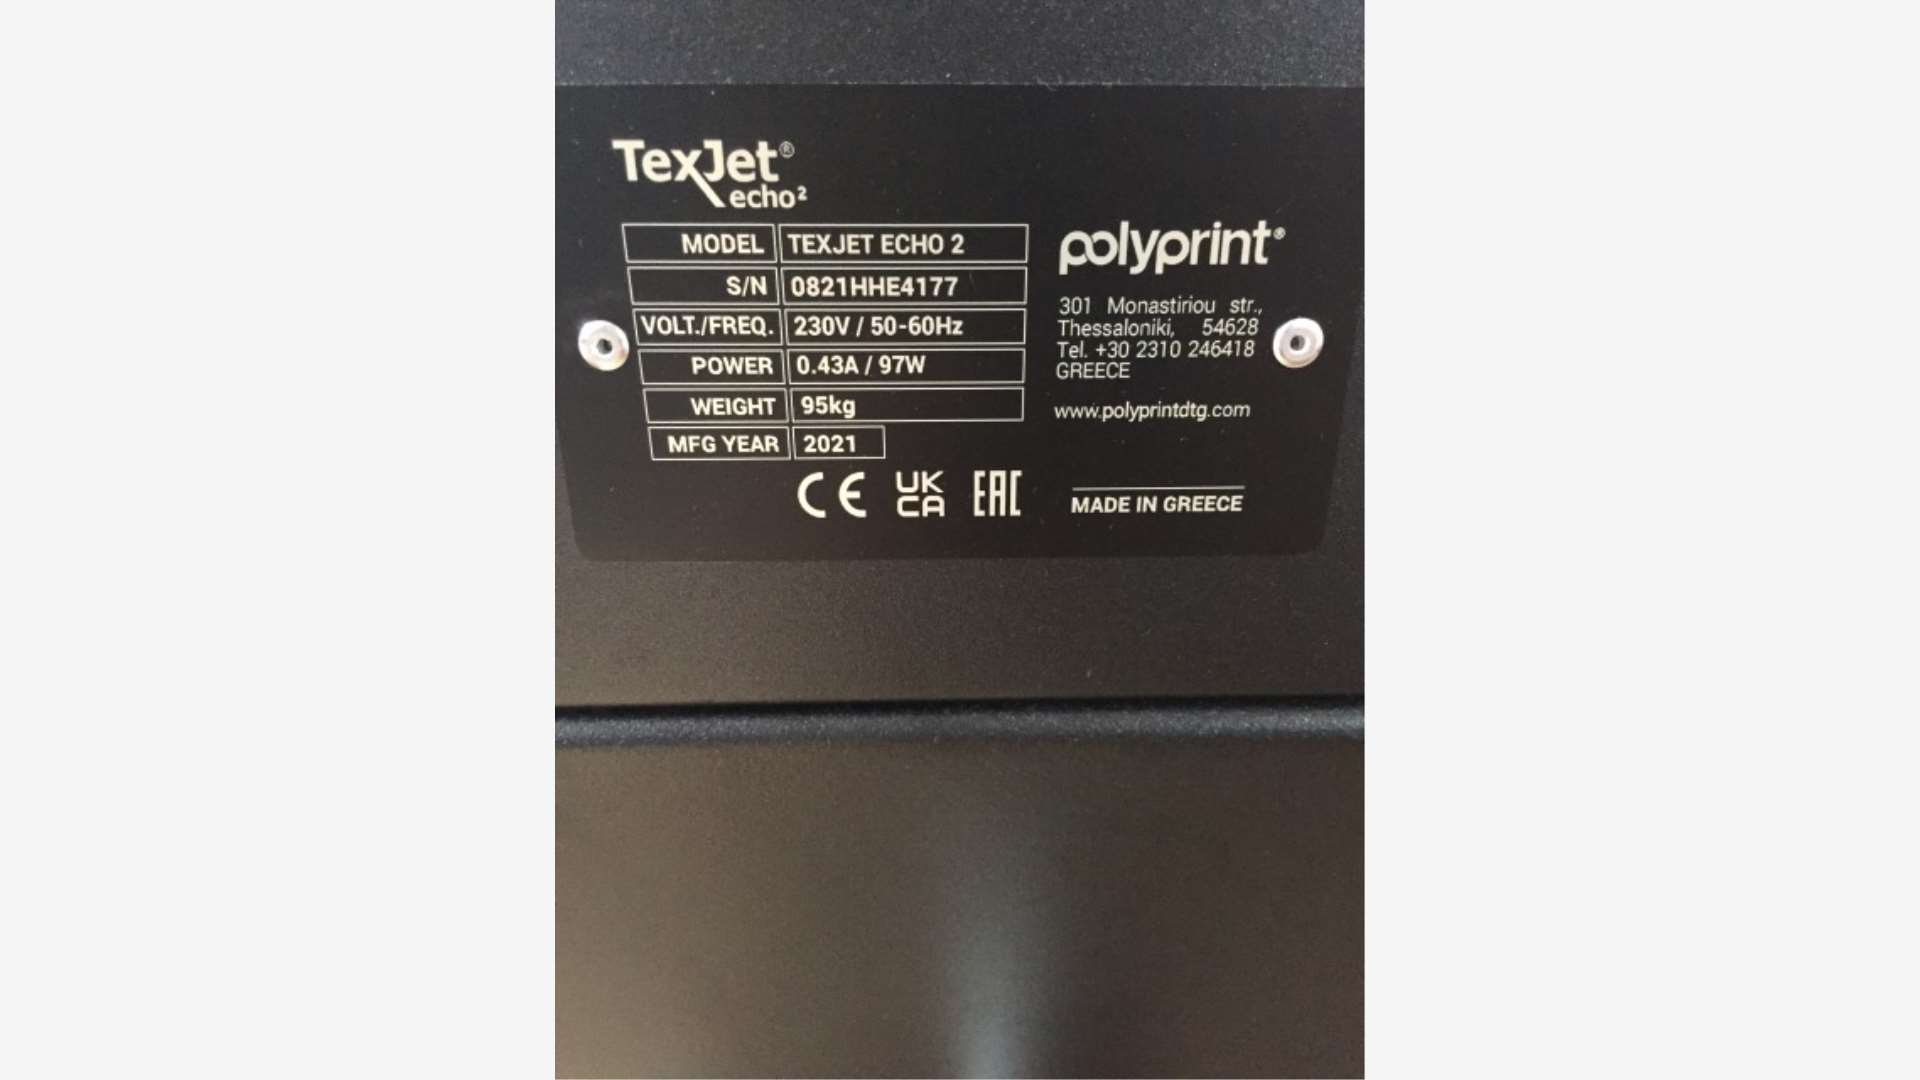 TexJet®
echo²
MODEL TEXJET ECHO 2
S/N 0821HHE4177
VOLT./FREQ. 230V / 50-60Hz
POWER 0.43A / 97W
WEIGHT 95kg
MFG YEAR 2021
CE UK CA EAC
polyprint®
301 Monastiriou str.,
Thessaloniki, 54628
Tel. +30 2310 246418
GREECE
www.polyprintdtg.com
MADE IN GREECE